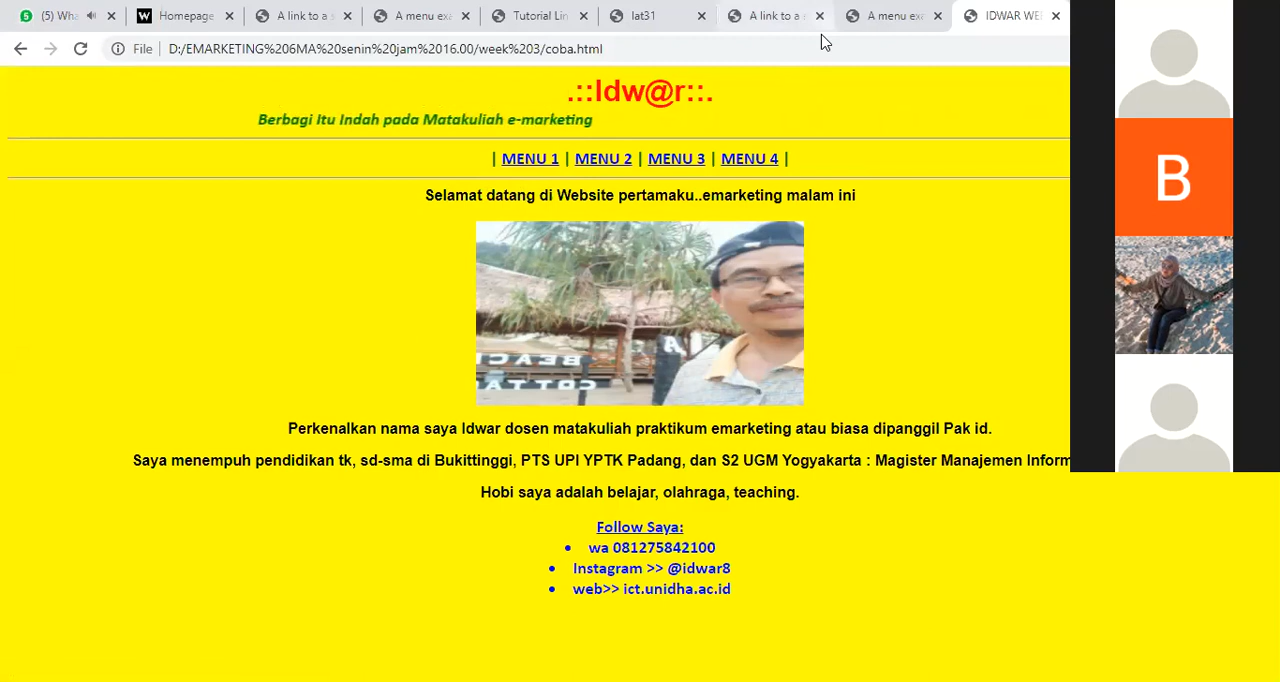 (5) Wha
Homepage
A link to a s
A menu exa
Tutorial Lin
lat31
A link to a s
A menu exa
IDWAR WE
File
D:/EMARKETING%206MA%20senin%20jam%2016.00/week%203/coba.html
.::Idw@r::.
Berbagi Itu Indah pada Matakuliah e-marketing
| MENU 1 | MENU 2 | MENU 3 | MENU 4 |
Selamat datang di Website pertamaku..emarketing malam ini
BEACH
COTTA
Perkenalkan nama saya Idwar dosen matakuliah praktikum emarketing atau biasa dipanggil Pak id.
Saya menempuh pendidikan tk, sd-sma di Bukittinggi, PTS UPI YPTK Padang, dan S2 UGM Yogyakarta : Magister Manajemen Inform
Hobi saya adalah belajar, olahraga, teaching.
Follow Saya:
• wa 081275842100
• Instagram >> @idwar8
• web>> ict.unidha.ac.id
B